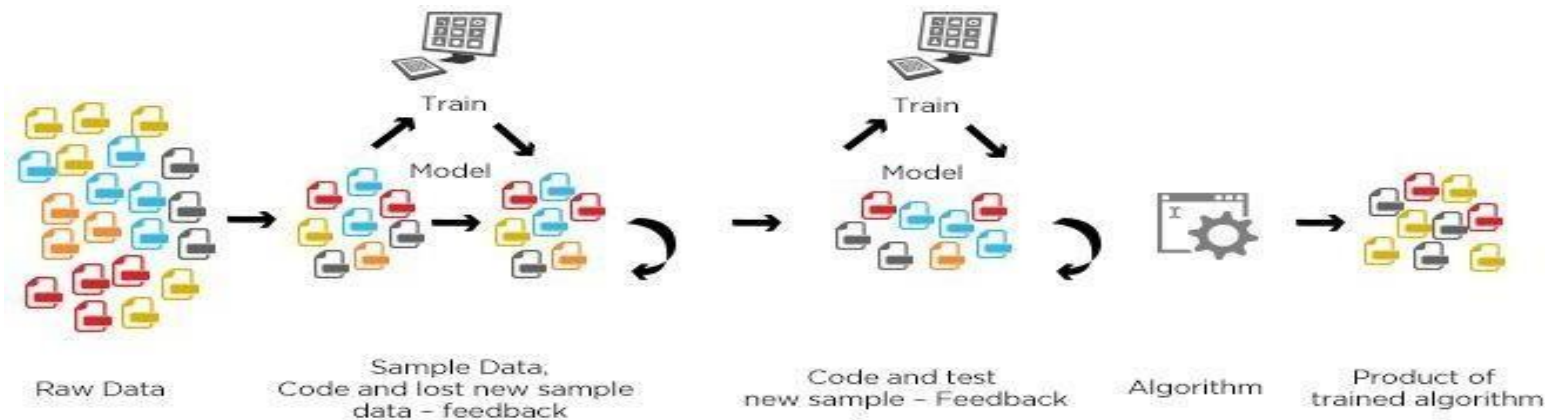 Train
Model
Train
Model
Raw Data
Sample Data,
Code and lost new sample
data – feedback
Code and test
new sample – Feedback
Algorithm
Product of
trained algorithm